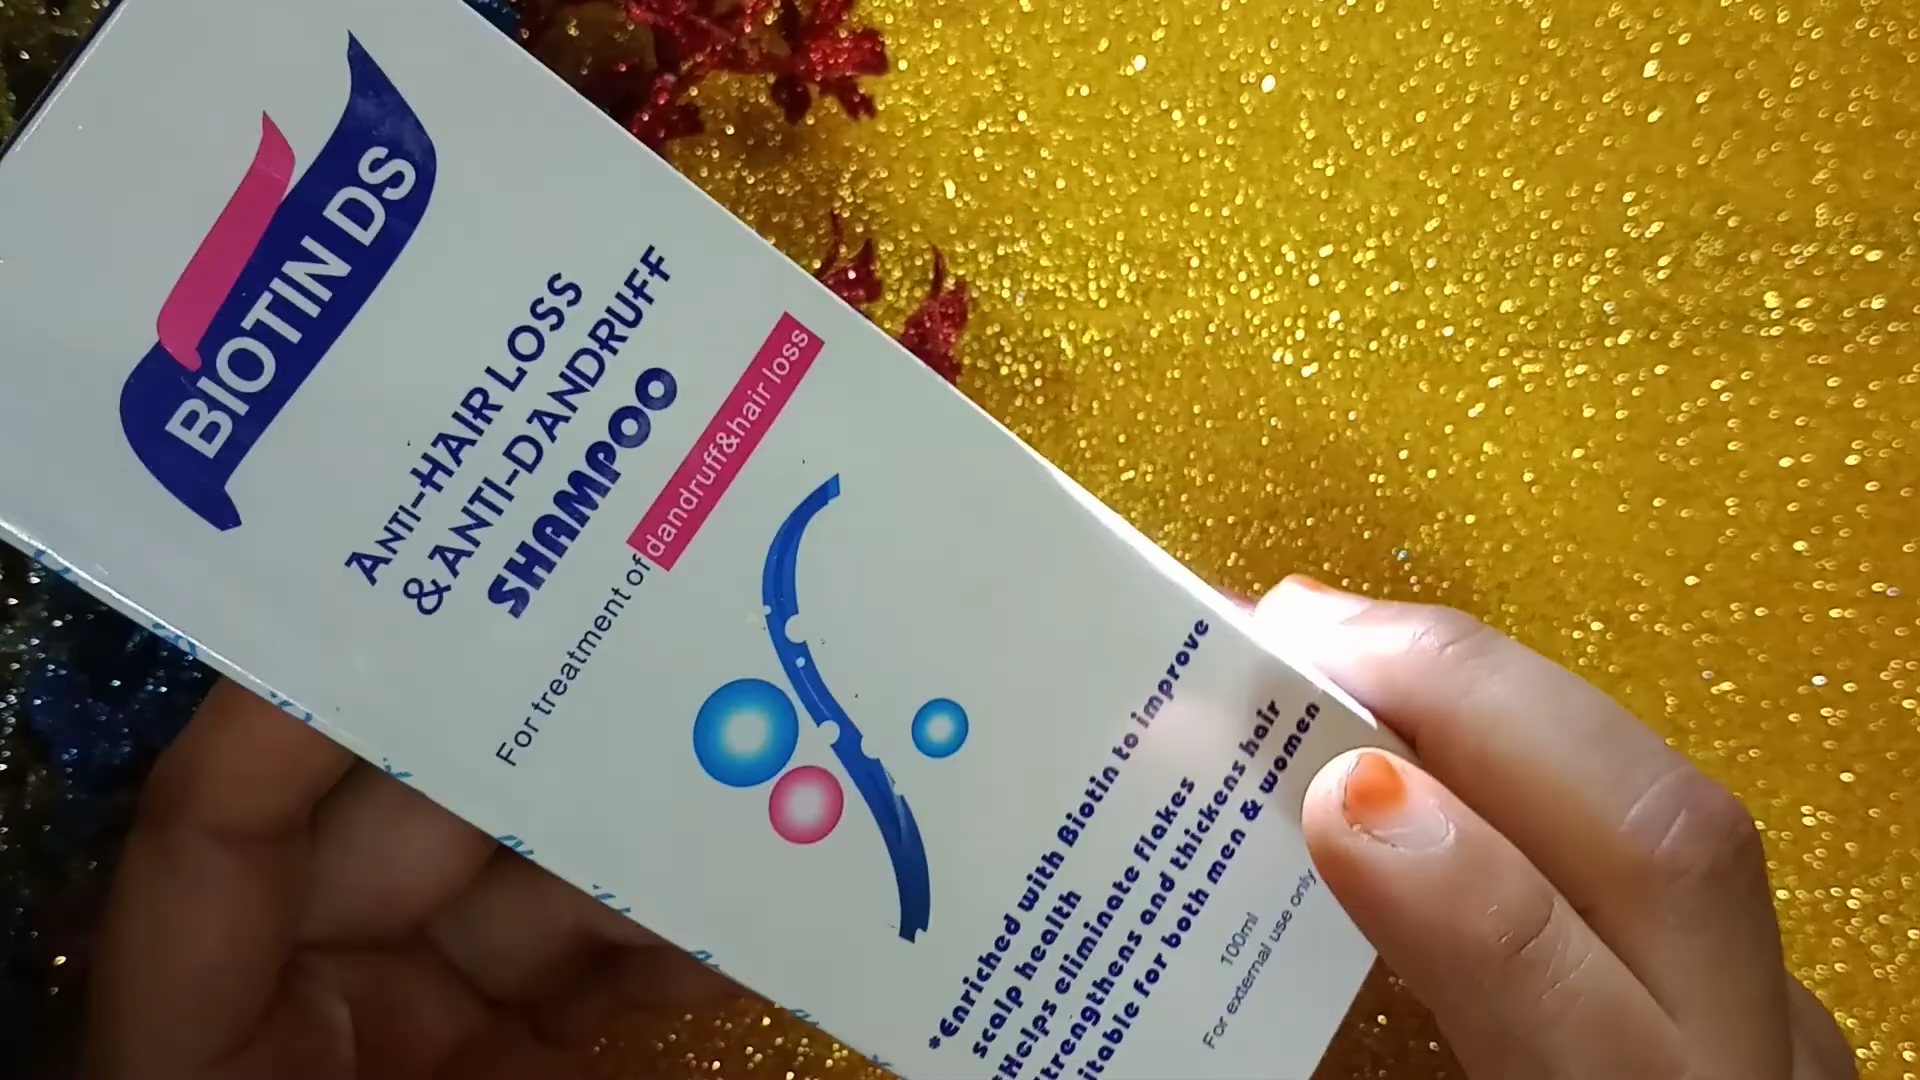 BIOTIN DS
ANTI-HAIR LOSS
& ANTI-DANDRUFF
SHAMPOO
For treatment of dandruff&hair loss
*Enriched with Biotin to improve
scalp health
*Helps eliminate flakes
trengthens and thickens hair
itable for both men & women
100ml
For external use only